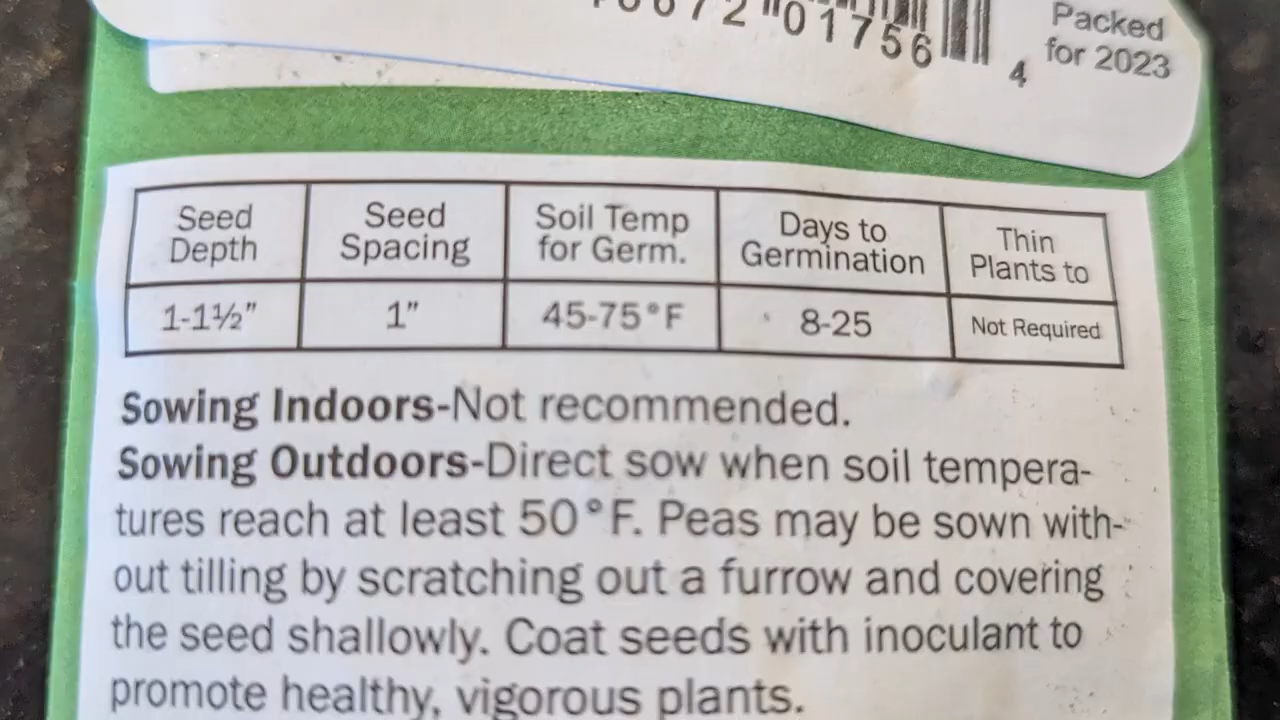 01756
4
Packed
for 2023
Seed
Depth
Seed
Spacing
Soil Temp
for Germ.
Days to
Germination
Thin
Plants to
1-1½”
1”
45-75°F
8-25
Not Required
Sowing Indoors-Not recommended.
Sowing Outdoors-Direct sow when soil tempera-
tures reach at least 50°F. Peas may be sown with-
out tilling by scratching out a furrow and covering
the seed shallowly. Coat seeds with inoculant to
promote healthy, vigorous plants.